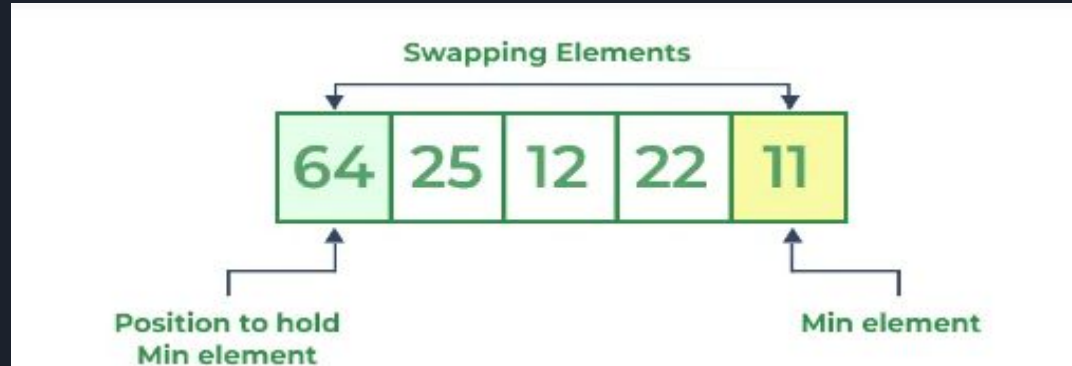 Swapping Elements
64 25 12 22 11
Position to hold
Min element
Min element